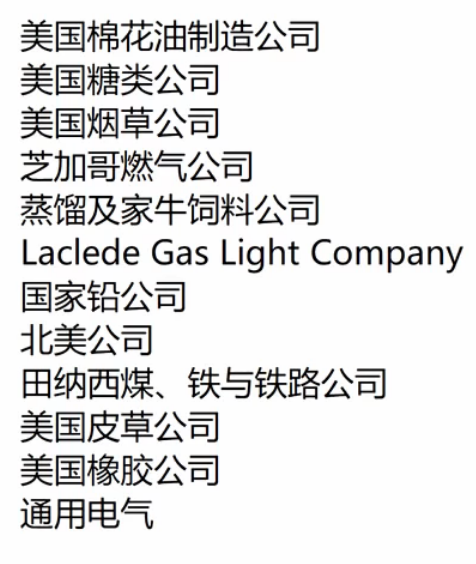 美国棉花油制造公司
美国糖类公司
美国烟草公司
芝加哥燃气公司
蒸馏及家牛饲料公司
Laclede Gas Light Company
国家铅公司
北美公司
田纳西煤、铁与铁路公司
美国皮草公司
美国橡胶公司
通用电气